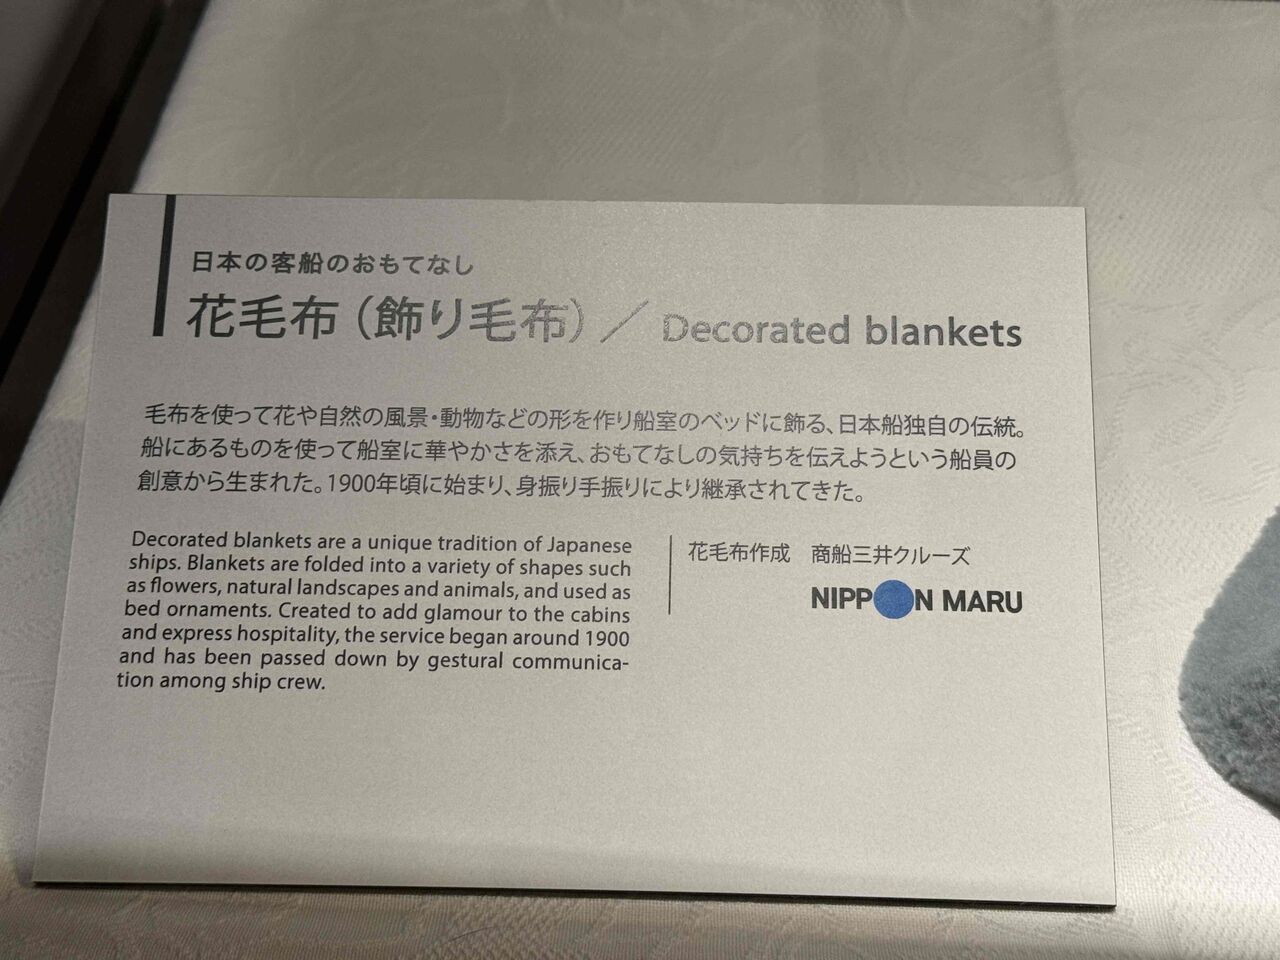 日本の客船のおもてなし
花毛布（飾り毛布）／ Decorated blankets
毛布を使って花や自然の風景・動物などの形を作り船室のベッドに飾る、日本船独自の伝統。
船にあるものを使って船室に華やかさを添え、おもてなしの気持ちを伝えようという船員の
創意から生まれた。1900年頃に始まり、身振り手振りにより継承されてきた。
Decorated blankets are a unique tradition of Japanese
ships. Blankets are folded into a variety of shapes such
as flowers, natural landscapes and animals, and used as
bed ornaments. Created to add glamour to the cabins
and express hospitality, the service began around 1900
and has been passed down by gestural communica-
tion among ship crew.
花毛布作成　商船三井クルーズ
NIPPON MARU